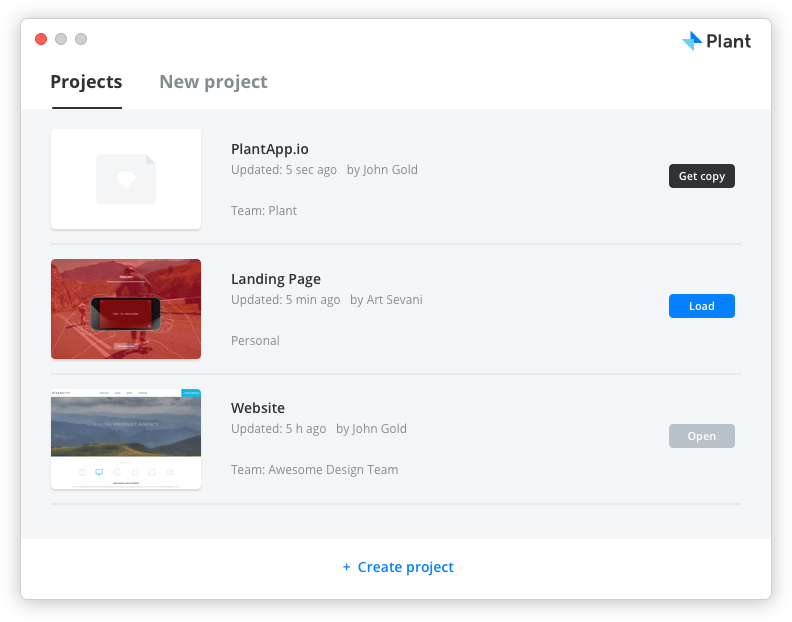 Plant
Projects New project
PlantApp.io
Updated: 5 sec ago by John Gold
Get copy
Team: Plant
Landing Page
Updated: 5 min ago by Art Sevani
Load
Personal
Website
Updated: 5 h ago by John Gold
Open
Team: Awesome Design Team
+ Create project